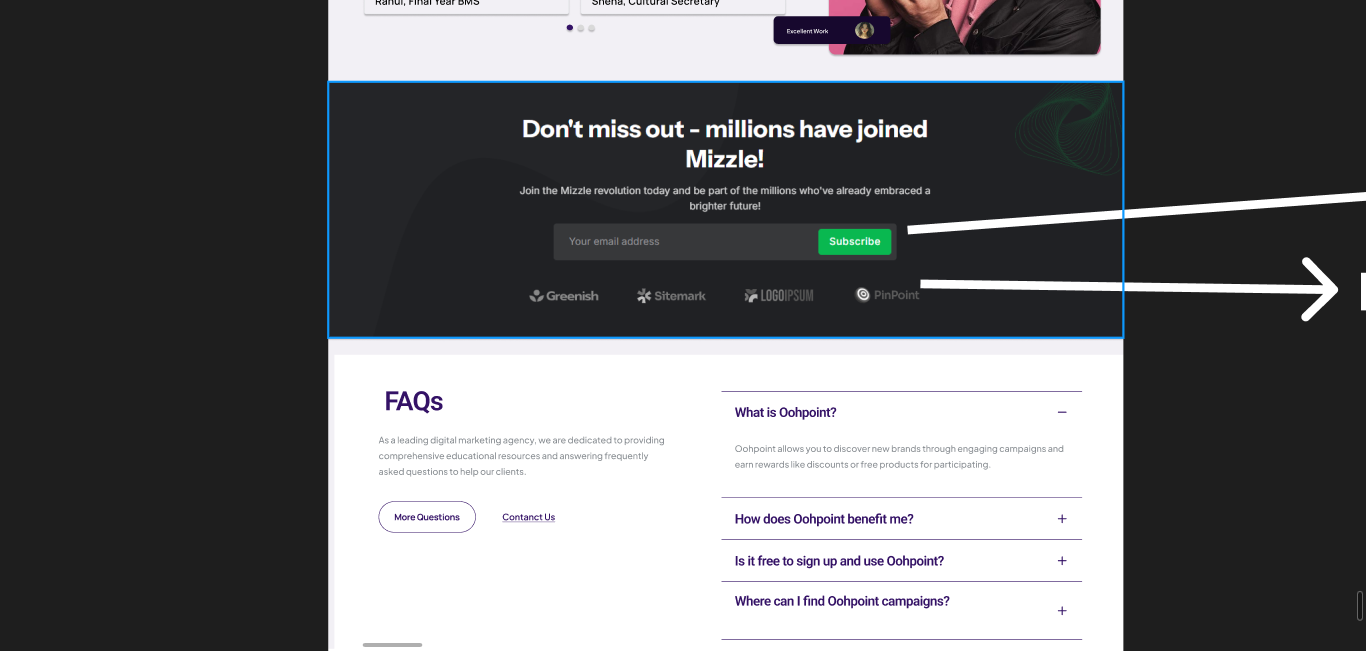 Rahul, Final Year BMS
Sneha, Cultural Secretary
Excellent Work
Don't miss out - millions have joined
Mizzle!
Join the Mizzle revolution today and be part of the millions who've already embraced a
brighter future!
Your email address
Subscribe
Greenish
Sitemark
LOGOIPSUM
PinPoint
FAQs
As a leading digital marketing agency, we are dedicated to providing
comprehensive educational resources and answering frequently
asked questions to help our clients.
More Questions
Contanct Us
What is Oohpoint?
Oohpoint allows you to discover new brands through engaging campaigns and
earn rewards like discounts or free products for participating.
How does Oohpoint benefit me?
Is it free to sign up and use Oohpoint?
Where can I find Oohpoint campaigns?